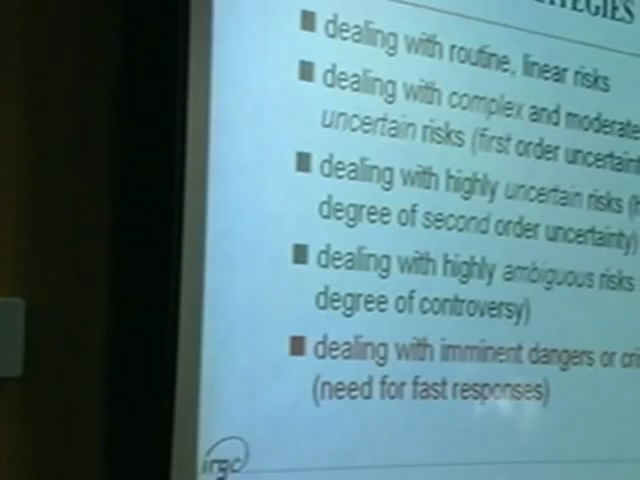 dealing with routine, linear risks
dealing with complex and moderate
uncertain risks (first order uncertain
dealing with highly uncertain risks (h
degree of second order uncertainty)
dealing with highly ambiguous risks
degree of controversy)
dealing with imminent dangers or cri
(need for fast responses)
irgc